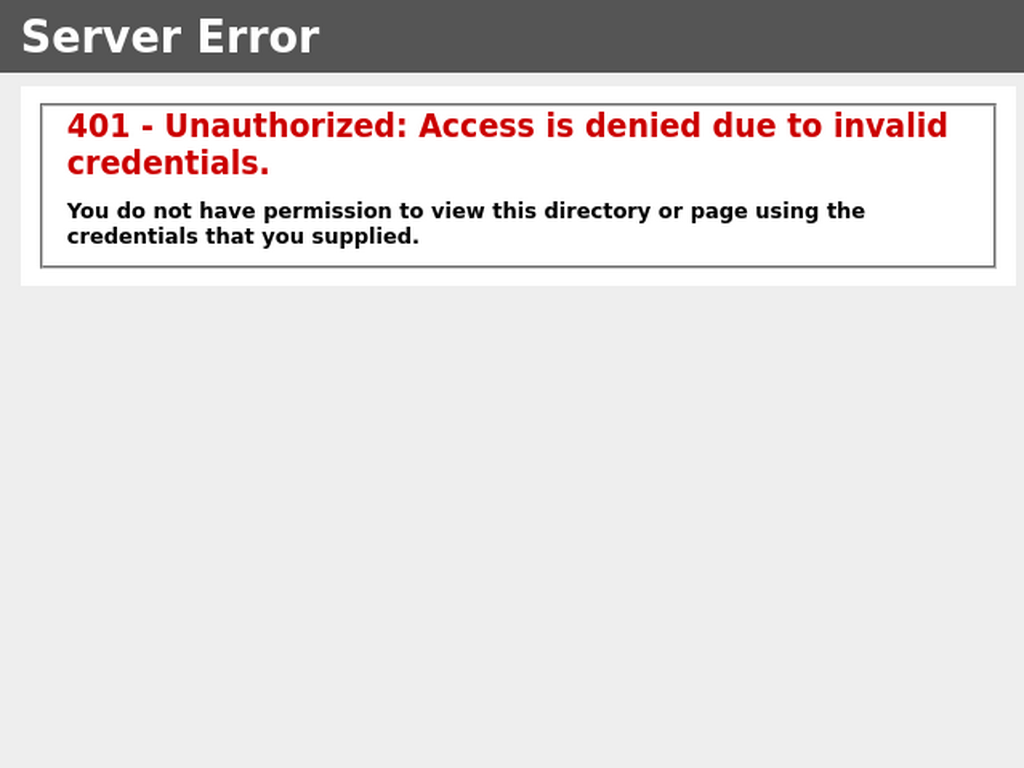 Server Error
401 - Unauthorized: Access is denied due to invalid
credentials.
You do not have permission to view this directory or page using the
credentials that you supplied.